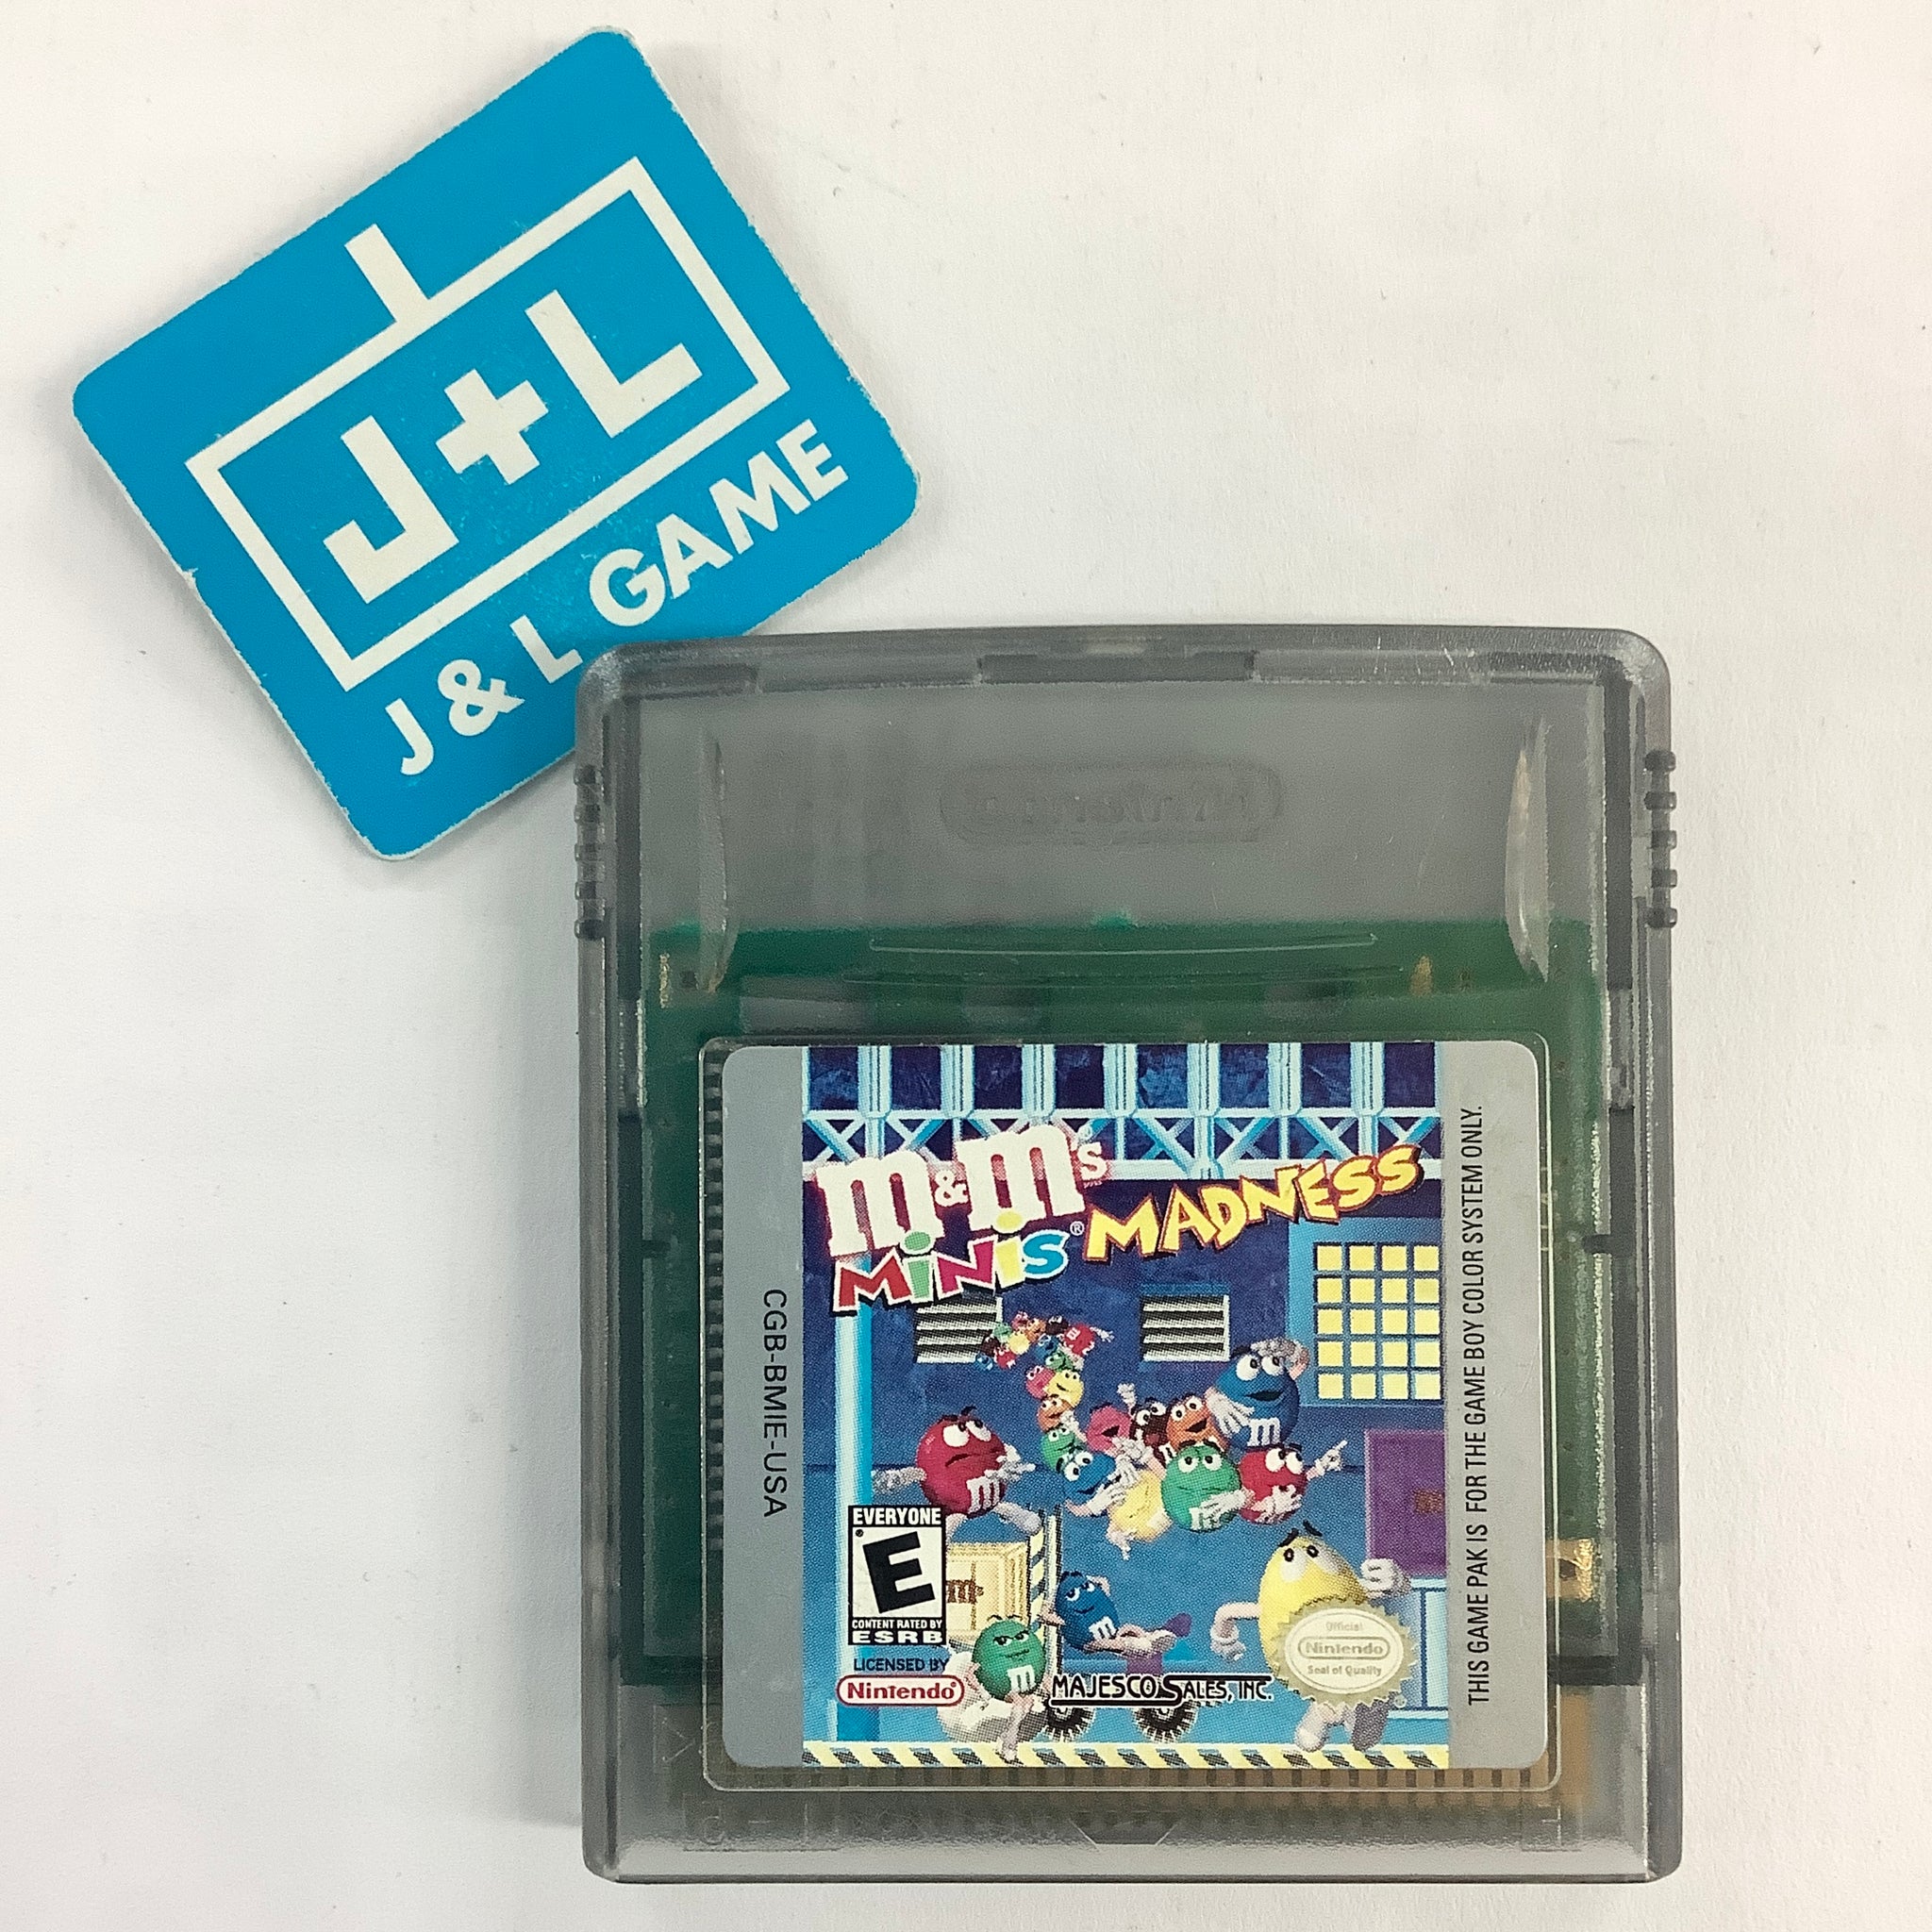 J+L
J & L GAME
Nintendo
m&m's®
MINIS® MADNESS
CGB-BMIE-USA
THIS GAME PAK IS FOR THE GAME BOY COLOR SYSTEM ONLY.
EVERYONE
E
CONTENT RATED BY
ESRB
LICENSED BY
Nintendo®
MAJESCO SALES, INC.
Official
Nintendo
Seal of Quality